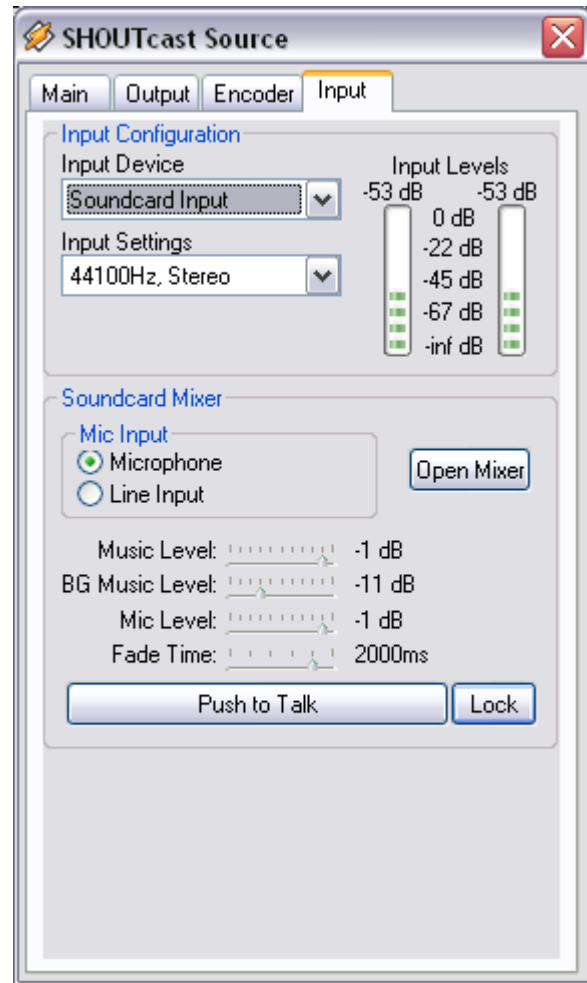 SHOUTcast Source
Main Output Encoder Input
Input Configuration
Input Device
Soundcard Input
Input Settings
44100Hz, Stereo
Input Levels
-53 dB -53 dB
0 dB
-22 dB
-45 dB
-67 dB
-inf dB
Soundcard Mixer
Mic Input
Microphone
Line Input
Open Mixer
Music Level: -1 dB
BG Music Level: -11 dB
Mic Level: -1 dB
Fade Time: 2000ms
Push to Talk Lock